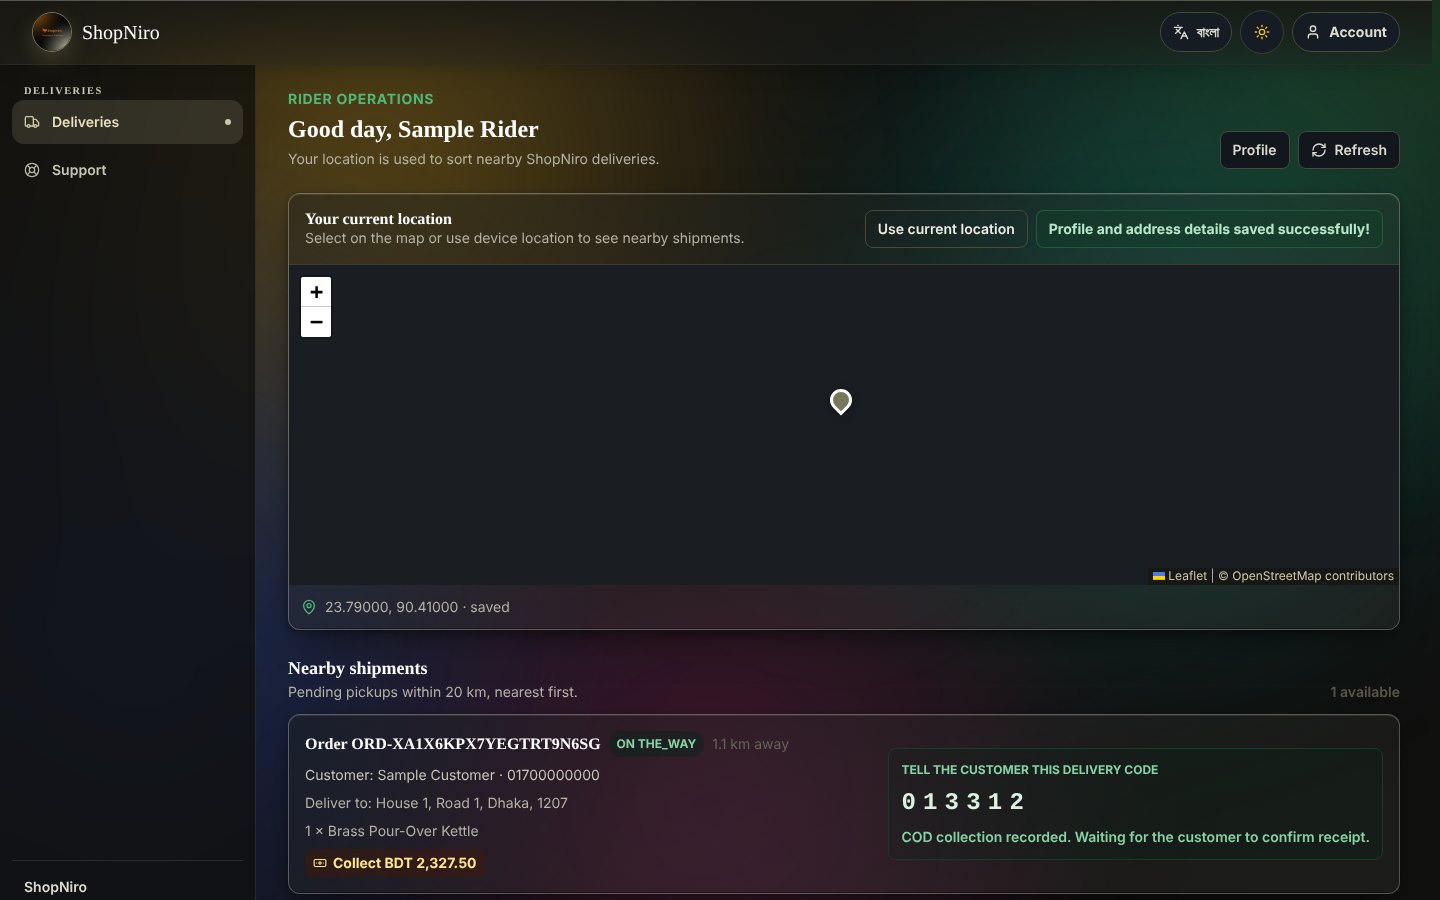 ShopNiro
বাংলা
Account
DELIVERIES
Deliveries
Support
RIDER OPERATIONS
Good day, Sample Rider
Your location is used to sort nearby ShopNiro deliveries.
Profile
Refresh
Your current location
Select on the map or use device location to see nearby shipments.
Use current location
Profile and address details saved successfully!
+
−
Leaflet | © OpenStreetMap contributors
23.79000, 90.41000 · saved
Nearby shipments
Pending pickups within 20 km, nearest first.
1 available
Order ORD-XA1X6KPX7YEGTRT9N6SG ON THE_WAY 1.1 km away
Customer: Sample Customer · 01700000000
Deliver to: House 1, Road 1, Dhaka, 1207
1 × Brass Pour-Over Kettle
Collect BDT 2,327.50
TELL THE CUSTOMER THIS DELIVERY CODE
013312
COD collection recorded. Waiting for the customer to confirm receipt.
ShopNiro